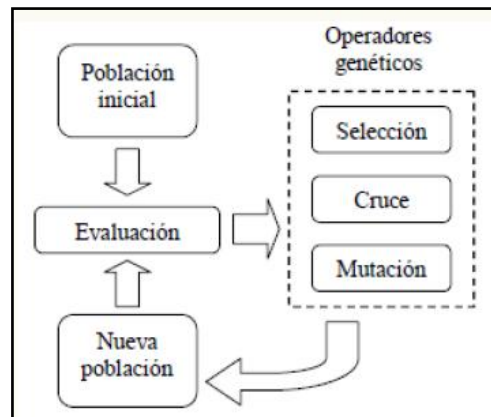 Población
inicial
Evaluación
Nueva
población
Operadores
genéticos
Selección
Cruce
Mutación